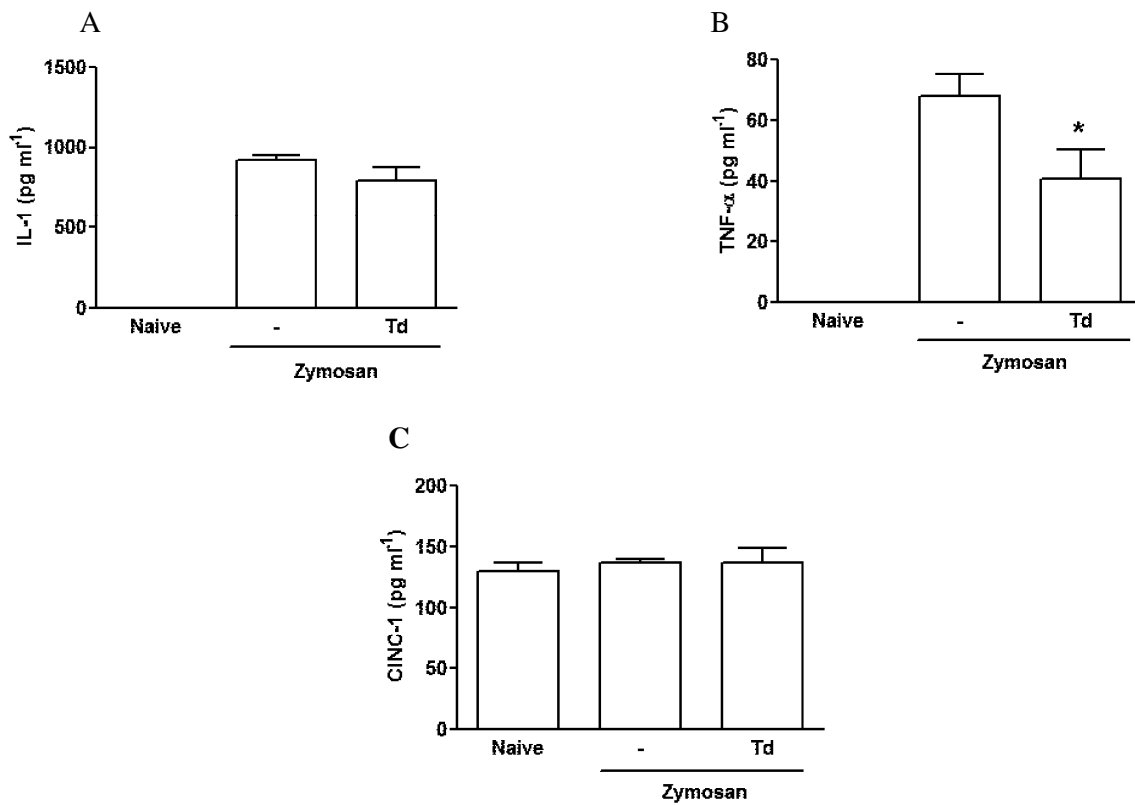 A
1500
1000
500
0
IL-1 (pg ml⁻¹)
Naive - Td
Zymosan
B
80
60
40
20
0
TNF-α (pg ml⁻¹)
*
Naive - Td
Zymosan
C
200
150
100
50
0
CINC-1 (pg ml⁻¹)
Naive - Td
Zymosan